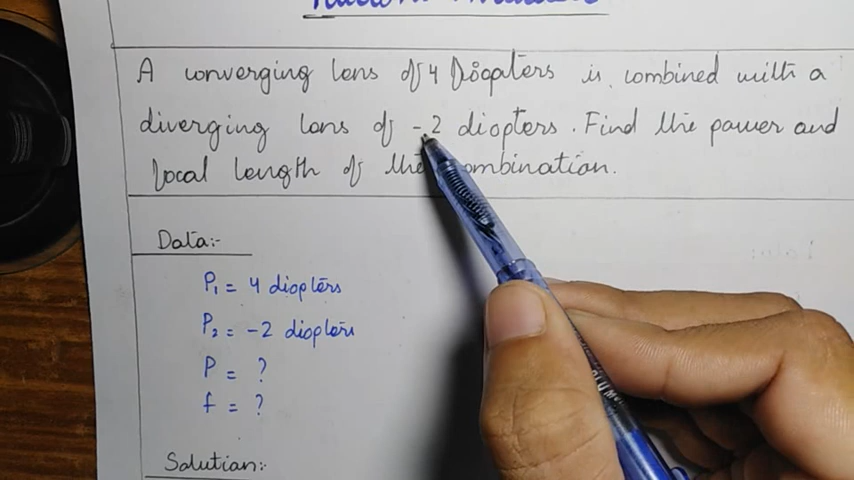 A converging lens of 4 Diopters is combined with a
diverging lens of -2 diopters. Find the power and
focal length of the combination.
Data:-
P₁ = 4 diopters
P₂ = -2 diopters
P = ?
f = ?
Solution:-